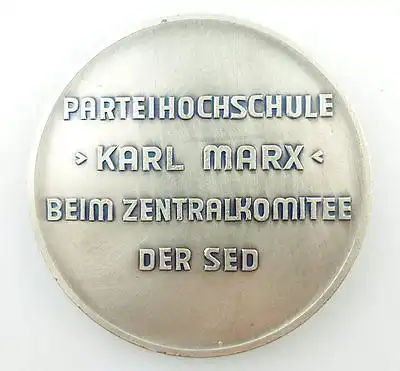 PARTEIHOCHSCHULE
> KARL MARX <
BEIM ZENTRALKOMITEE
DER SED